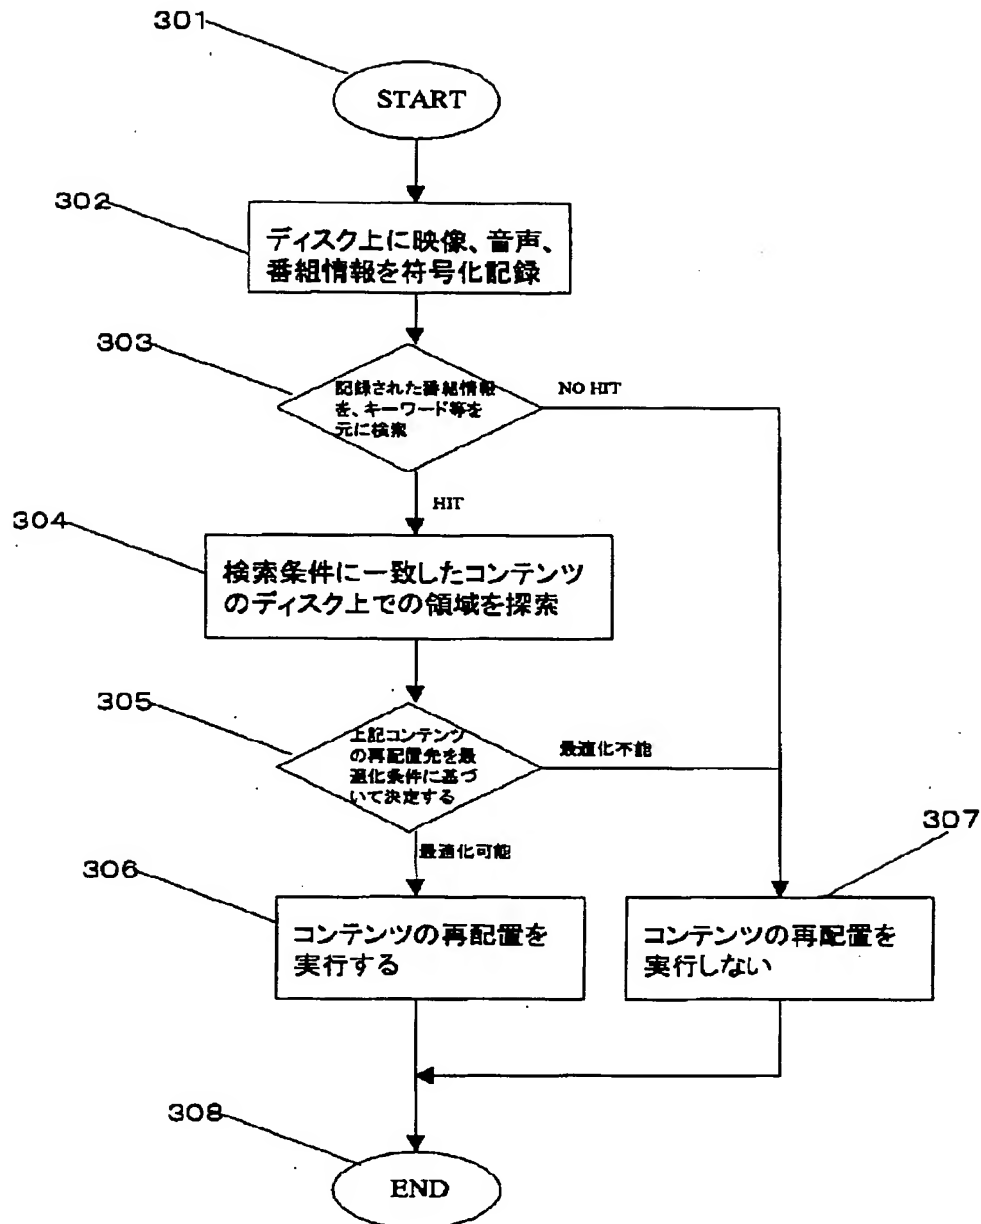 301
START
302
ディスク上に映像、音声、
番組情報を符号化記録
303
記録された番組情報
を、キーワード等を
元に検索
NO HIT
HIT
304
検索条件に一致したコンテンツ
のディスク上での領域を探索
305
上記コンテンツ
の再配置先を最
適化条件に基づ
いて決定する
最適化不能
最適化可能
307
306
コンテンツの再配置を
実行する
コンテンツの再配置を
実行しない
308
END